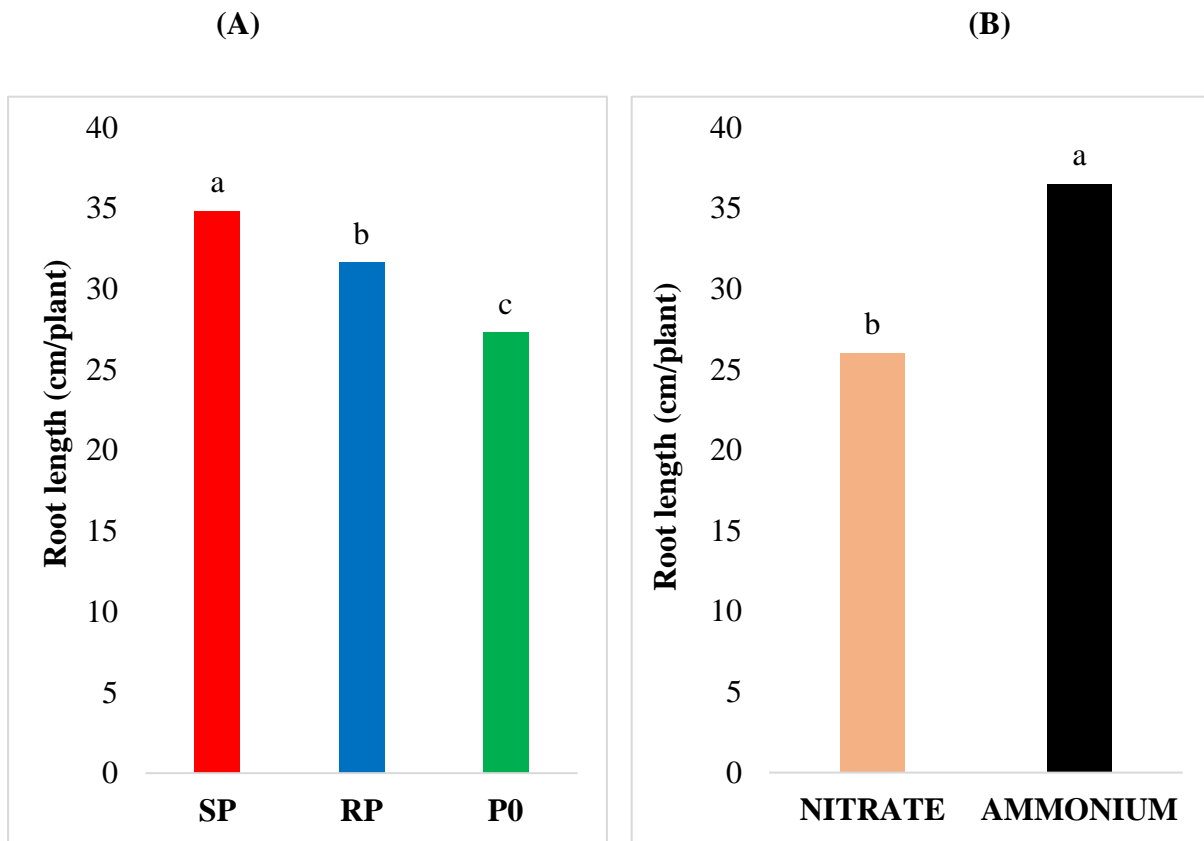 (A)
40
35
30
25
20
15
10
5
0
Root length (cm/plant)
a
b
c
SP RP P0
(B)
40
35
30
25
20
15
10
5
0
Root length (cm/plant)
b
a
NITRATE AMMONIUM